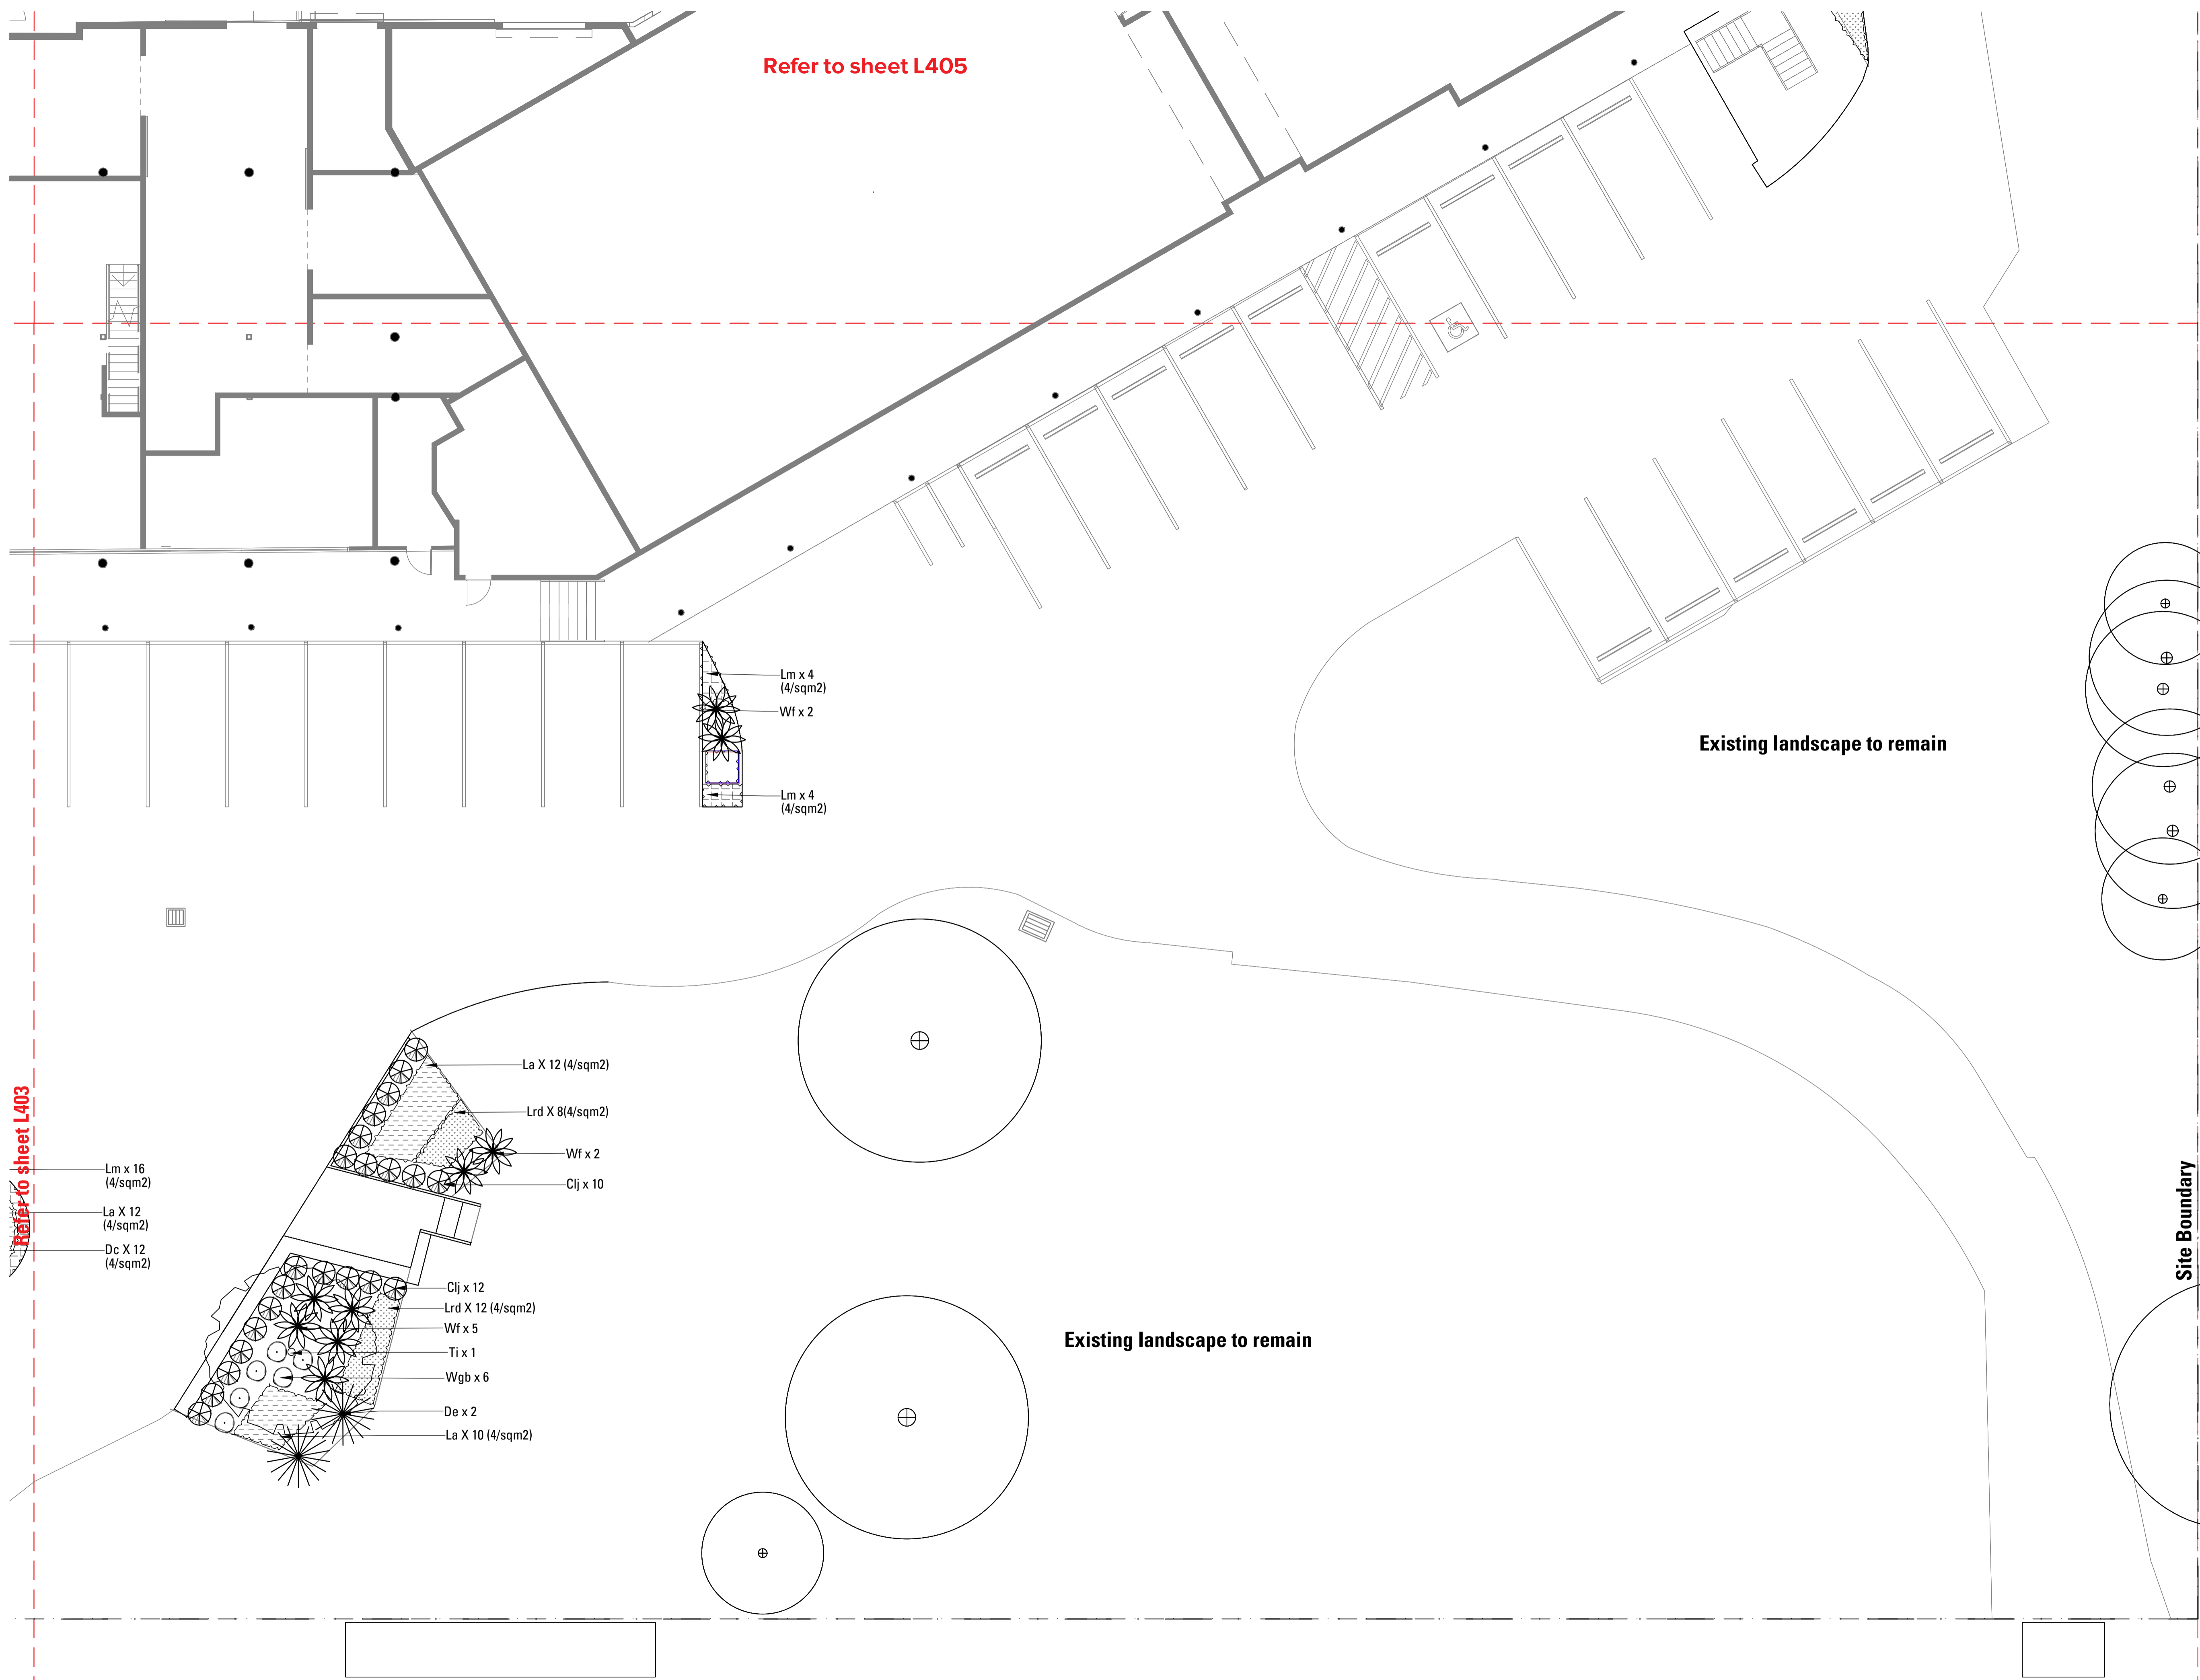 Refer to sheet L405
Lm x 4
(4/sqm2)
Wf x 2
Lm x 4
(4/sqm2)
Existing landscape to remain
La X 12 (4/sqm2)
Lrd X 8(4/sqm2)
Wf x 2
Clj x 10
Refer to sheet L403
Lm x 16
(4/sqm2)
La X 12
(4/sqm2)
Dc X 12
(4/sqm2)
Clj x 12
Lrd X 12 (4/sqm2)
Wf x 5
Ti x 1
Wgb x 6
De x 2
La X 10 (4/sqm2)
Existing landscape to remain
Site Boundary